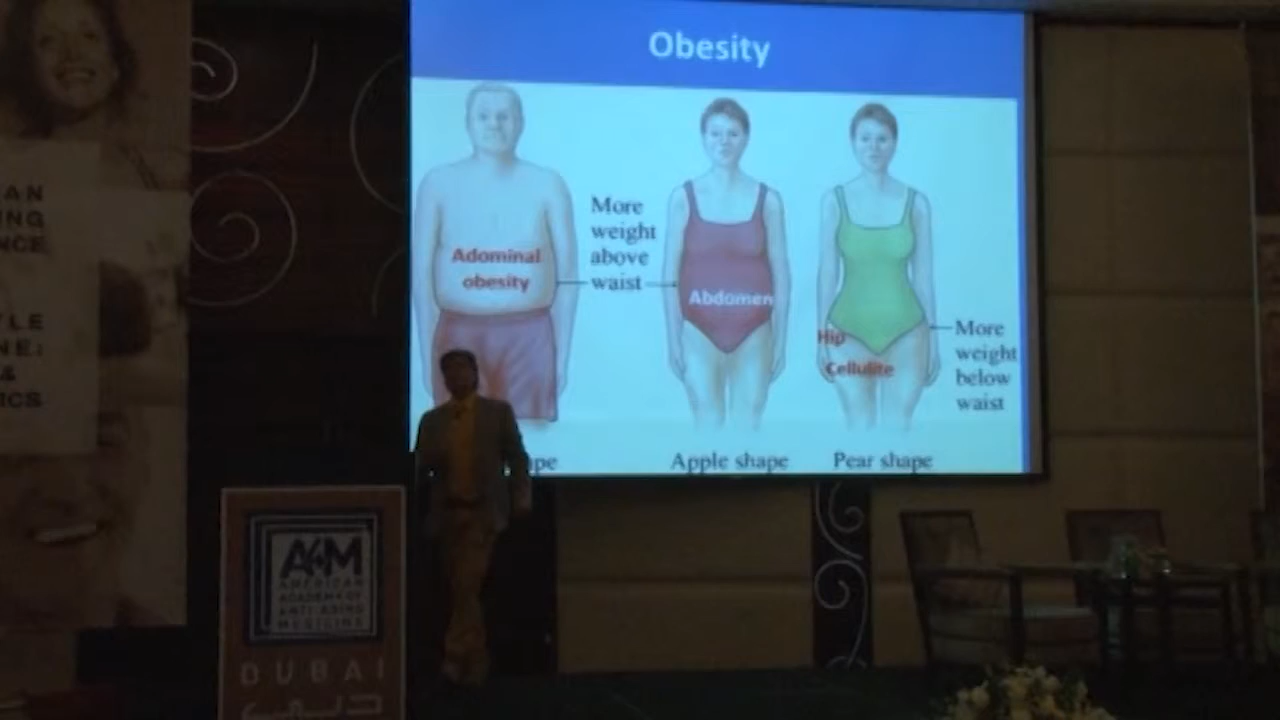 Obesity
More
weight
above
waist
Adominal
obesity
Abdomen
Hip
Cellulite
More
weight
below
waist
Apple shape
Pear shape
A4M
AMERICAN
ACADEMY OF
ANTI-AGING
MEDICINE
DUBAI
دبي